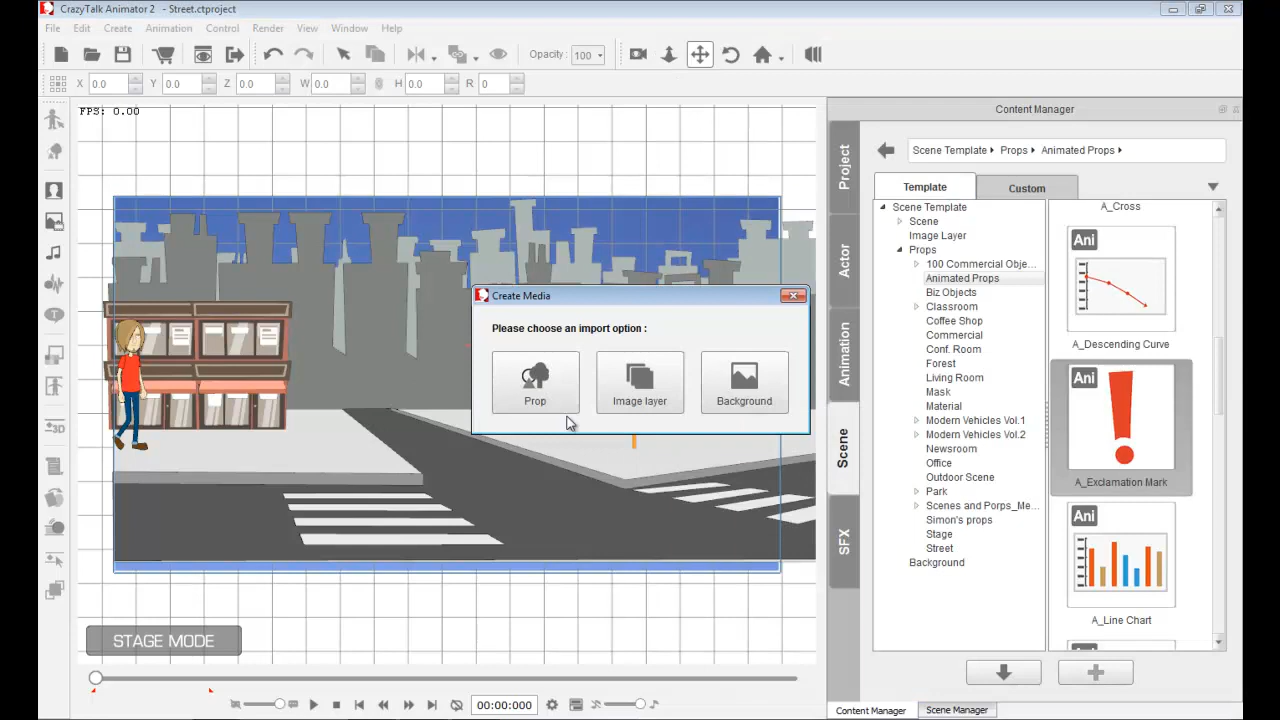 CrazyTalk Animator 2 - Street.ctproject
File Edit Create Animation Control Render View Window Help
Opacity: 100
X 0.0 Y 0.0 Z 0.0 W 0.0 H 0.0 R 0
FPS: 0.00
Content Manager
Scene Template Props Animated Props
Template Custom
Project
Actor
Animation
Scene
SFX
Scene Template
Scene
Image Layer
Props
100 Commercial Obje...
Animated Props
Biz Objects
Classroom
Coffee Shop
Commercial
Conf. Room
Forest
Living Room
Mask
Material
Modern Vehicles Vol.1
Modern Vehicles Vol.2
Newsroom
Office
Outdoor Scene
Park
Scenes and Porps_Me...
Simon's props
Stage
Street
Background
A_Cross
Ani
A_Descending Curve
Ani
A_Exclamation Mark
Ani
A_Line Chart
Create Media
Please choose an import option :
Prop Image layer Background
STAGE MODE
00:00:000
Content Manager Scene Manager